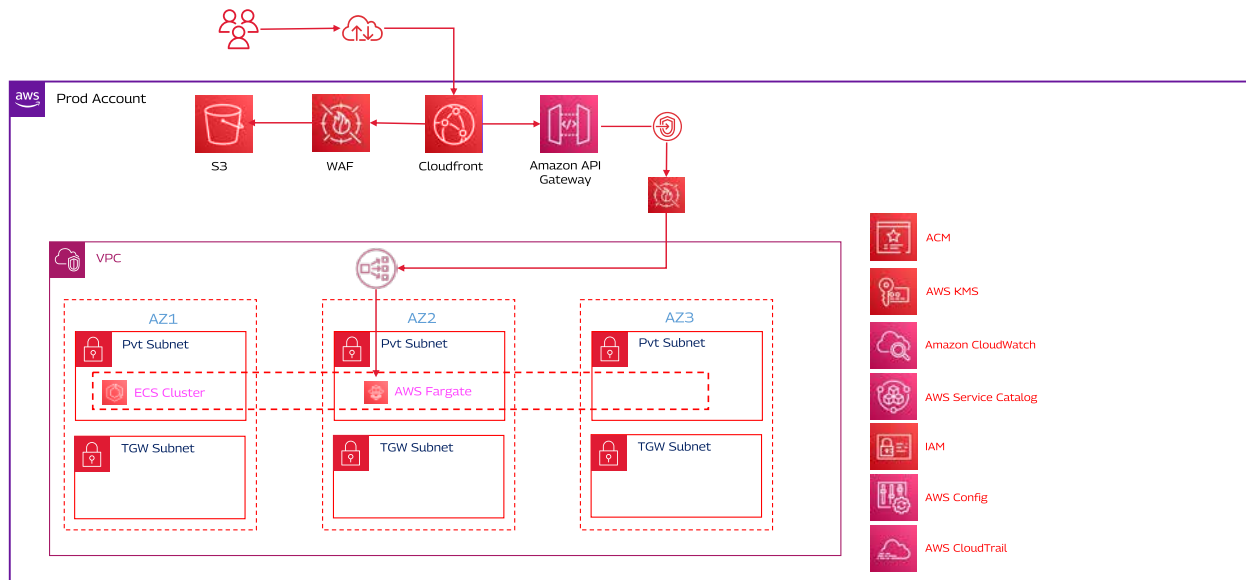 aws
Prod Account
S3
WAF
Cloudfront
Amazon API
Gateway
VPC
AZ1
AZ2
AZ3
Pvt Subnet
Pvt Subnet
Pvt Subnet
ECS Cluster
AWS Fargate
TGW Subnet
TGW Subnet
TGW Subnet
ACM
AWS KMS
Amazon CloudWatch
AWS Service Catalog
IAM
AWS Config
AWS CloudTrail